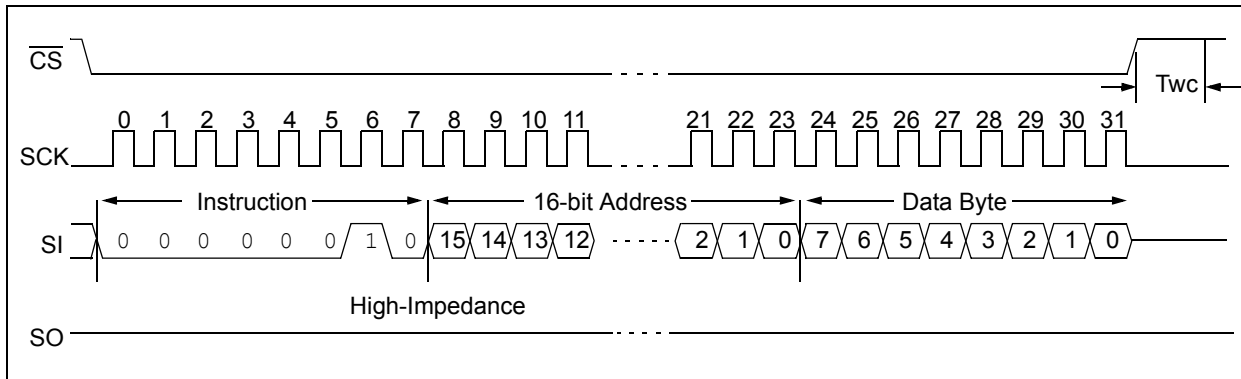 CS
Twc
0 1 2 3 4 5 6 7 8 9 10 11 21 22 23 24 25 26 27 28 29 30 31
SCK
Instruction 16-bit Address Data Byte
SI 0 0 0 0 0 0 1 0 15 14 13 12 2 1 0 7 6 5 4 3 2 1 0
High-Impedance
SO